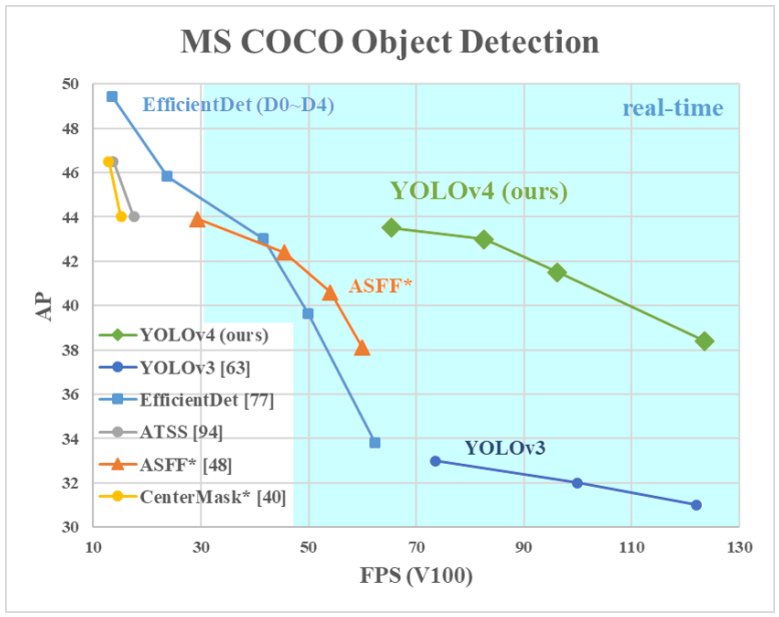 MS COCO Object Detection
50
48
46
44
42
40
38
36
34
32
30
AP
EfficientDet (D0~D4)
real-time
YOLOv4 (ours)
ASFF*
YOLOv3
YOLOv4 (ours)
YOLOv3 [63]
EfficientDet [77]
ATSS [94]
ASFF* [48]
CenterMask* [40]
10 30 50 70 90 110 130
FPS (V100)